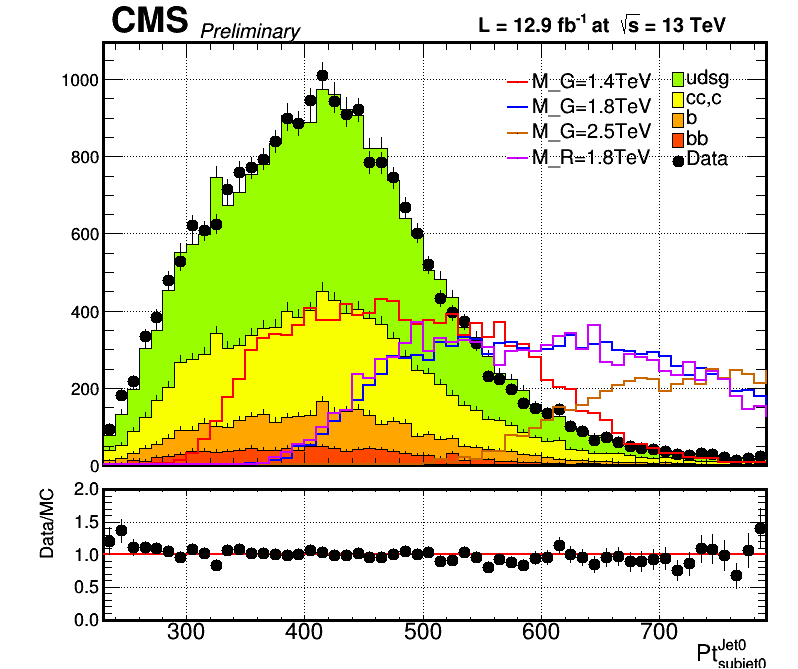 CMS Preliminary L = 12.9 fb⁻¹ at √s = 13 TeV
M_G=1.4TeV
M_G=1.8TeV
M_G=2.5TeV
M_R=1.8TeV
udsg
cc,c
b
bb
Data
1000
800
600
400
200
0
Data/MC
2.0
1.5
1.0
0.5
0.0
300 400 500 600 700
Pt Jet0 subjet0